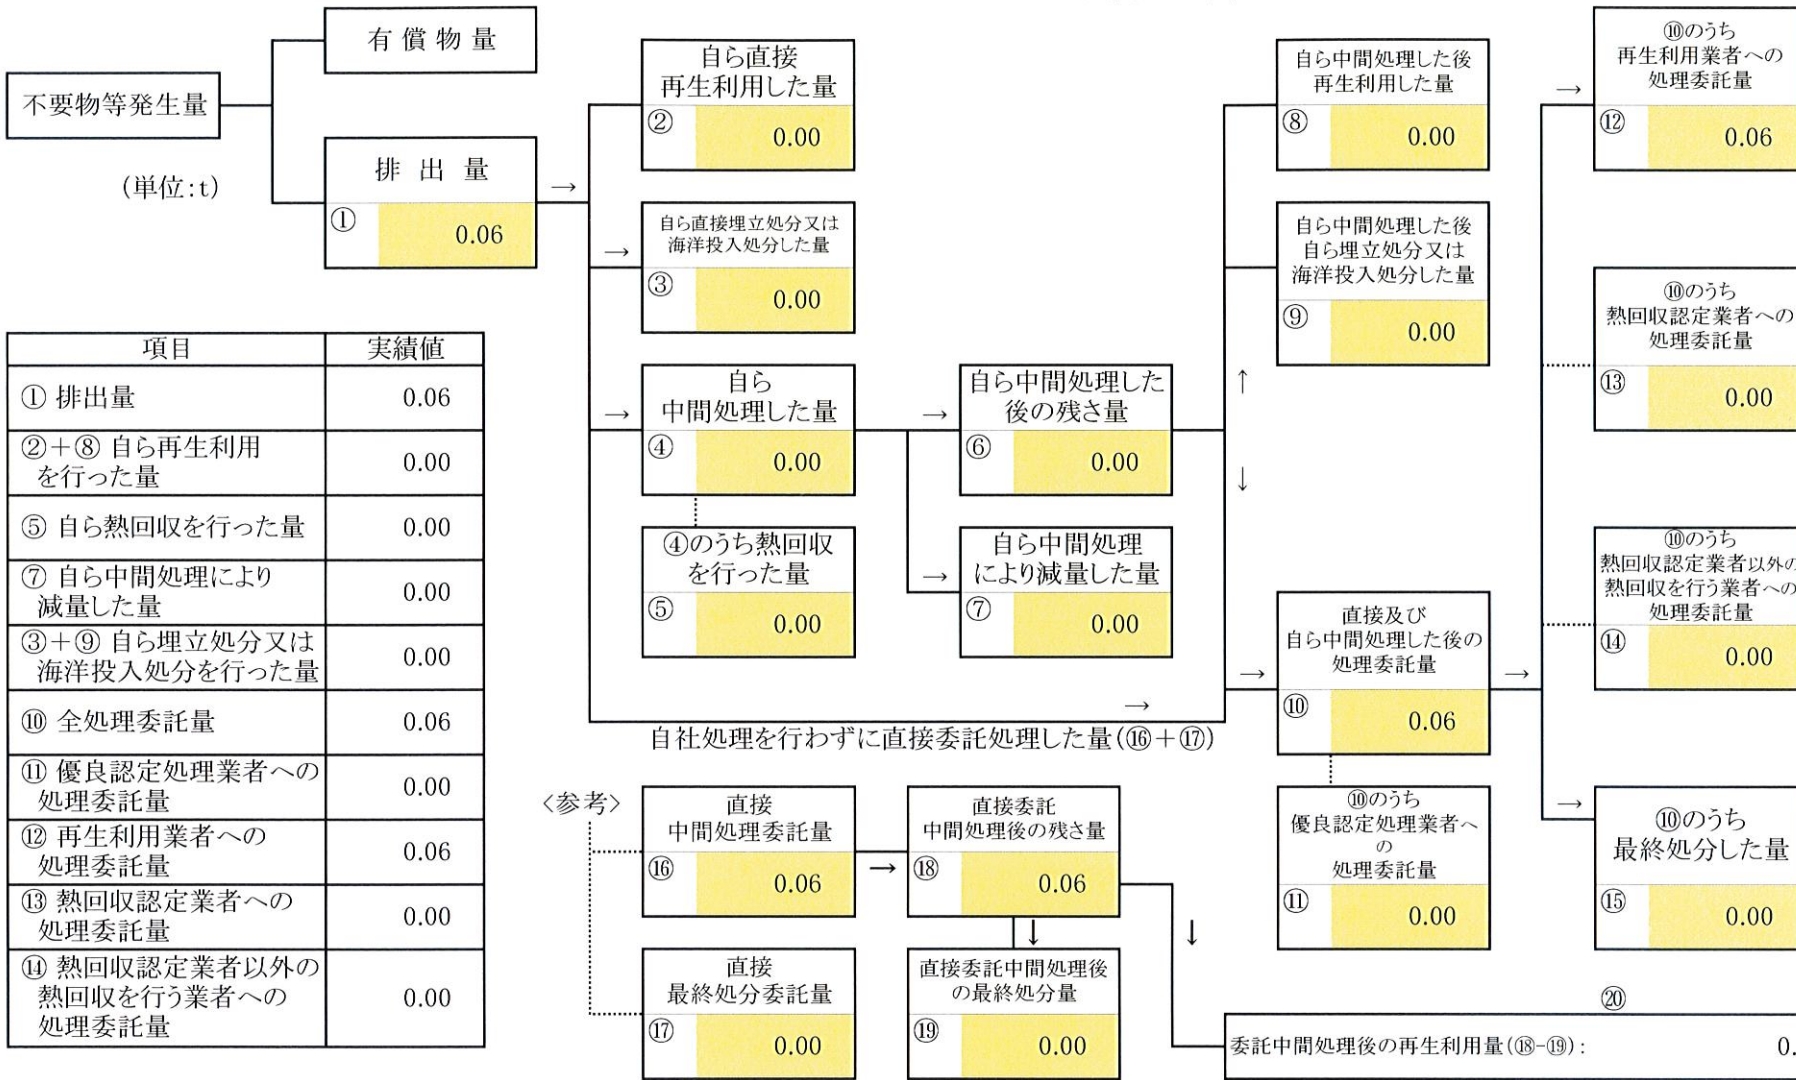 有 償 物 量
不要物等発生量
(単位:t)
排 出 量
①
0.06
→
自ら直接
再生利用した量
②
0.00
→
自ら直接埋立処分又は
海洋投入処分した量
③
0.00
→
自ら
中間処理した量
④
0.00
④のうち熱回収
を行った量
⑤
0.00
→
自ら中間処理した
後の残さ量
⑥
0.00
→
自ら中間処理
により減量した量
⑦
0.00
自ら中間処理した後
再生利用した量
⑧
0.00
自ら中間処理した後
自ら埋立処分又は
海洋投入処分した量
⑨
0.00
↑
↓
→
自社処理を行わずに直接委託処理した量(⑯+⑰)
→
直接及び
自ら中間処理した後の
処理委託量
⑩
0.06
→
⑩のうち
優良認定処理業者へ
の
処理委託量
⑪
0.00
→
⑩のうち
再生利用業者への
処理委託量
⑫
0.06
⑩のうち
熱回収認定業者への
処理委託量
⑬
0.00
⑩のうち
熱回収認定業者以外の
熱回収を行う業者への
処理委託量
⑭
0.00
→
⑩のうち
最終処分した量
⑮
0.00
項目 実績値
① 排出量 0.06
②+⑧ 自ら再生利用
を行った量 0.00
⑤ 自ら熱回収を行った量 0.00
⑦ 自ら中間処理により
減量した量 0.00
③+⑨ 自ら埋立処分又は
海洋投入処分を行った量 0.00
⑩ 全処理委託量 0.06
⑪ 優良認定処理業者への
処理委託量 0.00
⑫ 再生利用業者への
処理委託量 0.06
⑬ 熱回収認定業者への
処理委託量 0.00
⑭ 熱回収認定業者以外の
熱回収を行う業者への
処理委託量 0.00
〈参考〉
直接
中間処理委託量
⑯
0.06
→
直接委託
中間処理後の残さ量
⑱
0.06
↓
↓
直接
最終処分委託量
⑰
0.00
直接委託中間処理後
の最終処分量
⑲
0.00
⑳
委託中間処理後の再生利用量(⑱-⑲): 0.